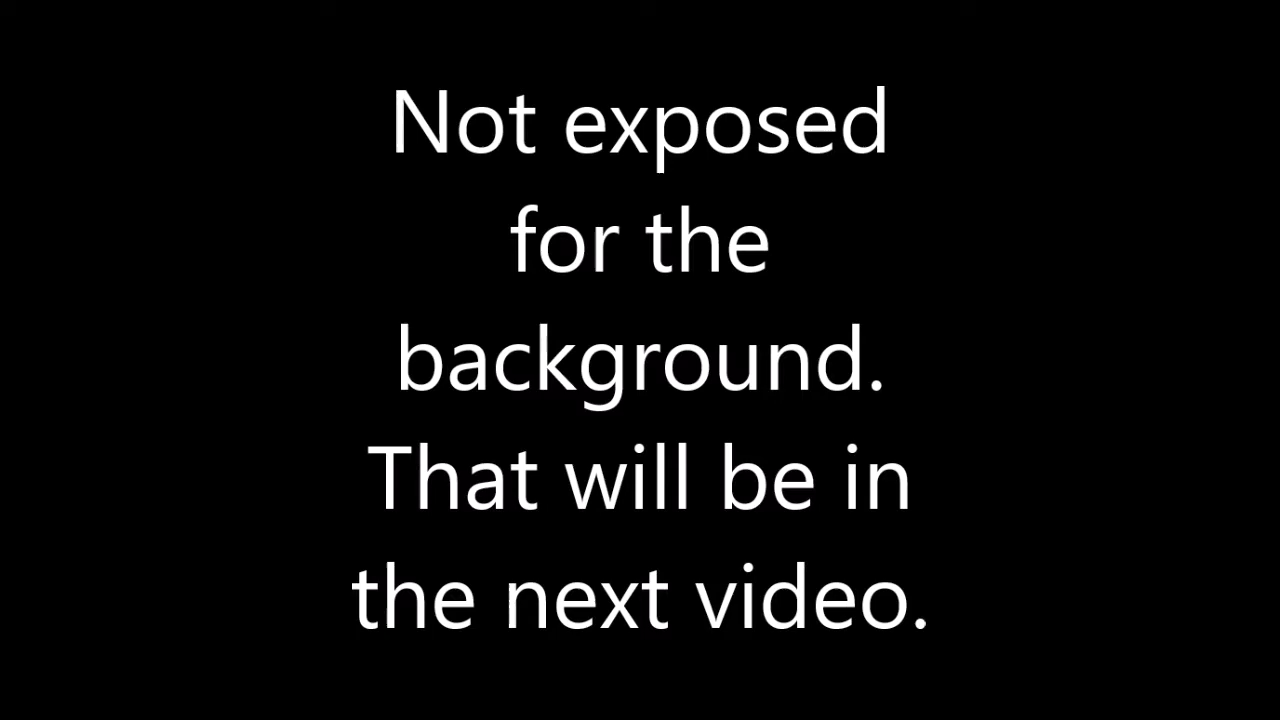 Not exposed
for the
background.
That will be in
the next video.